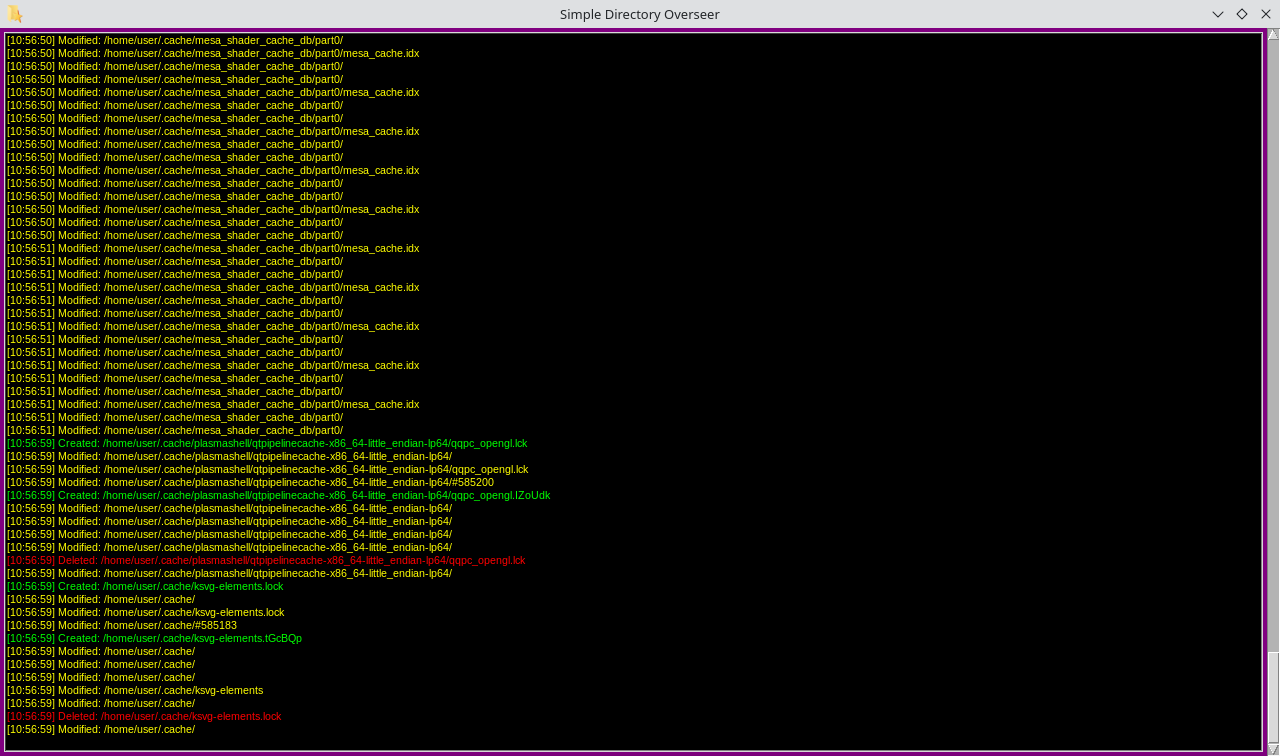 Simple Directory Overseer
[10:56:50] Modified: /home/user/.cache/mesa_shader_cache_db/part0/
[10:56:50] Modified: /home/user/.cache/mesa_shader_cache_db/part0/mesa_cache.idx
[10:56:50] Modified: /home/user/.cache/mesa_shader_cache_db/part0/
[10:56:50] Modified: /home/user/.cache/mesa_shader_cache_db/part0/
[10:56:50] Modified: /home/user/.cache/mesa_shader_cache_db/part0/mesa_cache.idx
[10:56:50] Modified: /home/user/.cache/mesa_shader_cache_db/part0/
[10:56:50] Modified: /home/user/.cache/mesa_shader_cache_db/part0/
[10:56:50] Modified: /home/user/.cache/mesa_shader_cache_db/part0/mesa_cache.idx
[10:56:50] Modified: /home/user/.cache/mesa_shader_cache_db/part0/
[10:56:50] Modified: /home/user/.cache/mesa_shader_cache_db/part0/
[10:56:50] Modified: /home/user/.cache/mesa_shader_cache_db/part0/mesa_cache.idx
[10:56:50] Modified: /home/user/.cache/mesa_shader_cache_db/part0/
[10:56:50] Modified: /home/user/.cache/mesa_shader_cache_db/part0/
[10:56:50] Modified: /home/user/.cache/mesa_shader_cache_db/part0/mesa_cache.idx
[10:56:50] Modified: /home/user/.cache/mesa_shader_cache_db/part0/
[10:56:50] Modified: /home/user/.cache/mesa_shader_cache_db/part0/
[10:56:51] Modified: /home/user/.cache/mesa_shader_cache_db/part0/mesa_cache.idx
[10:56:51] Modified: /home/user/.cache/mesa_shader_cache_db/part0/
[10:56:51] Modified: /home/user/.cache/mesa_shader_cache_db/part0/
[10:56:51] Modified: /home/user/.cache/mesa_shader_cache_db/part0/mesa_cache.idx
[10:56:51] Modified: /home/user/.cache/mesa_shader_cache_db/part0/
[10:56:51] Modified: /home/user/.cache/mesa_shader_cache_db/part0/
[10:56:51] Modified: /home/user/.cache/mesa_shader_cache_db/part0/mesa_cache.idx
[10:56:51] Modified: /home/user/.cache/mesa_shader_cache_db/part0/
[10:56:51] Modified: /home/user/.cache/mesa_shader_cache_db/part0/
[10:56:51] Modified: /home/user/.cache/mesa_shader_cache_db/part0/mesa_cache.idx
[10:56:51] Modified: /home/user/.cache/mesa_shader_cache_db/part0/
[10:56:51] Modified: /home/user/.cache/mesa_shader_cache_db/part0/
[10:56:51] Modified: /home/user/.cache/mesa_shader_cache_db/part0/mesa_cache.idx
[10:56:51] Modified: /home/user/.cache/mesa_shader_cache_db/part0/
[10:56:51] Modified: /home/user/.cache/mesa_shader_cache_db/part0/
[10:56:59] Created: /home/user/.cache/plasmashell/qtpipelinecache-x86_64-little_endian-lp64/qqpc_opengl.lck
[10:56:59] Modified: /home/user/.cache/plasmashell/qtpipelinecache-x86_64-little_endian-lp64/
[10:56:59] Modified: /home/user/.cache/plasmashell/qtpipelinecache-x86_64-little_endian-lp64/qqpc_opengl.lck
[10:56:59] Modified: /home/user/.cache/plasmashell/qtpipelinecache-x86_64-little_endian-lp64/#585200
[10:56:59] Created: /home/user/.cache/plasmashell/qtpipelinecache-x86_64-little_endian-lp64/qqpc_opengl.IZoUdk
[10:56:59] Modified: /home/user/.cache/plasmashell/qtpipelinecache-x86_64-little_endian-lp64/
[10:56:59] Modified: /home/user/.cache/plasmashell/qtpipelinecache-x86_64-little_endian-lp64/
[10:56:59] Modified: /home/user/.cache/plasmashell/qtpipelinecache-x86_64-little_endian-lp64/
[10:56:59] Modified: /home/user/.cache/plasmashell/qtpipelinecache-x86_64-little_endian-lp64/
[10:56:59] Deleted: /home/user/.cache/plasmashell/qtpipelinecache-x86_64-little_endian-lp64/qqpc_opengl.lck
[10:56:59] Modified: /home/user/.cache/plasmashell/qtpipelinecache-x86_64-little_endian-lp64/
[10:56:59] Created: /home/user/.cache/ksvg-elements.lock
[10:56:59] Modified: /home/user/.cache/
[10:56:59] Modified: /home/user/.cache/ksvg-elements.lock
[10:56:59] Modified: /home/user/.cache/#585183
[10:56:59] Created: /home/user/.cache/ksvg-elements.tGcBQp
[10:56:59] Modified: /home/user/.cache/
[10:56:59] Modified: /home/user/.cache/
[10:56:59] Modified: /home/user/.cache/
[10:56:59] Modified: /home/user/.cache/ksvg-elements
[10:56:59] Modified: /home/user/.cache/
[10:56:59] Deleted: /home/user/.cache/ksvg-elements.lock
[10:56:59] Modified: /home/user/.cache/